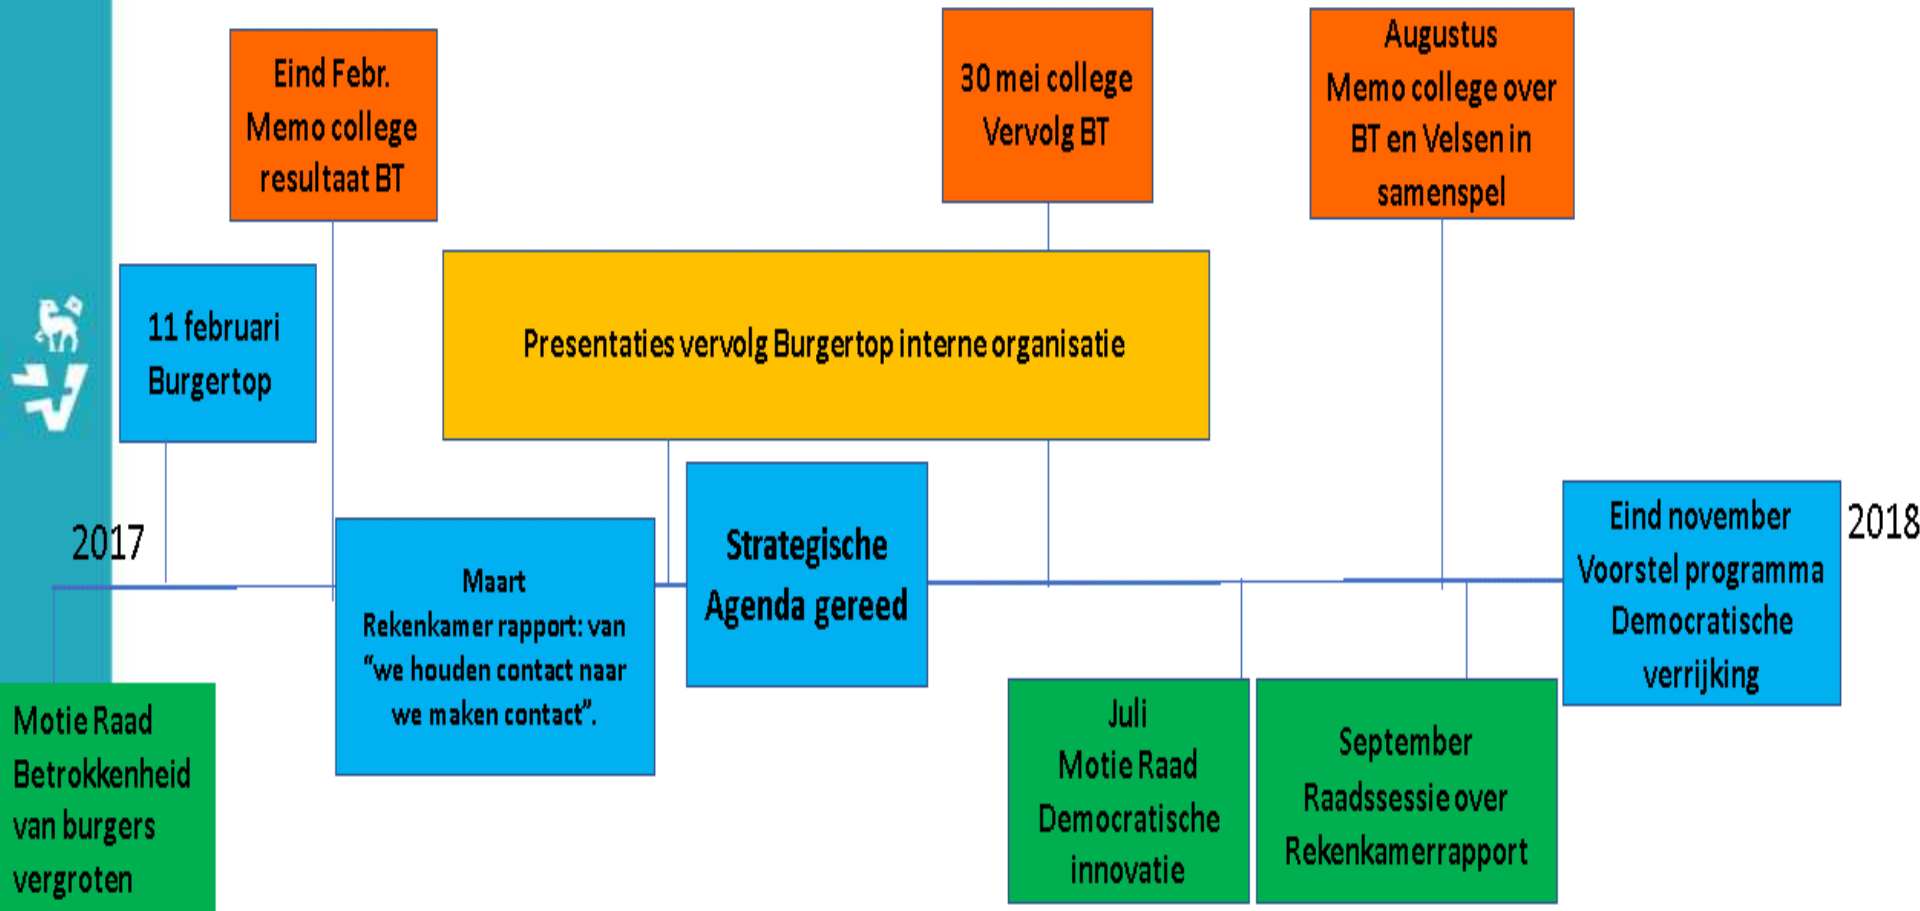 Eind Febr.
Memo college
resultaat BT
30 mei college
Vervolg BT
Augustus
Memo college over
BT en Velsen in
samenspel
11 februari
Burgertop
Presentaties vervolg Burgertop interne organisatie
2017
Maart
Rekenkamer rapport: van
“we houden contact naar
we maken contact”.
Strategische
Agenda gereed
Eind november
Voorstel programma
Democratische
verrijking
2018
Motie Raad
Betrokkenheid
van burgers
vergroten
Juli
Motie Raad
Democratische
innovatie
September
Raadssessie over
Rekenkamerrapport